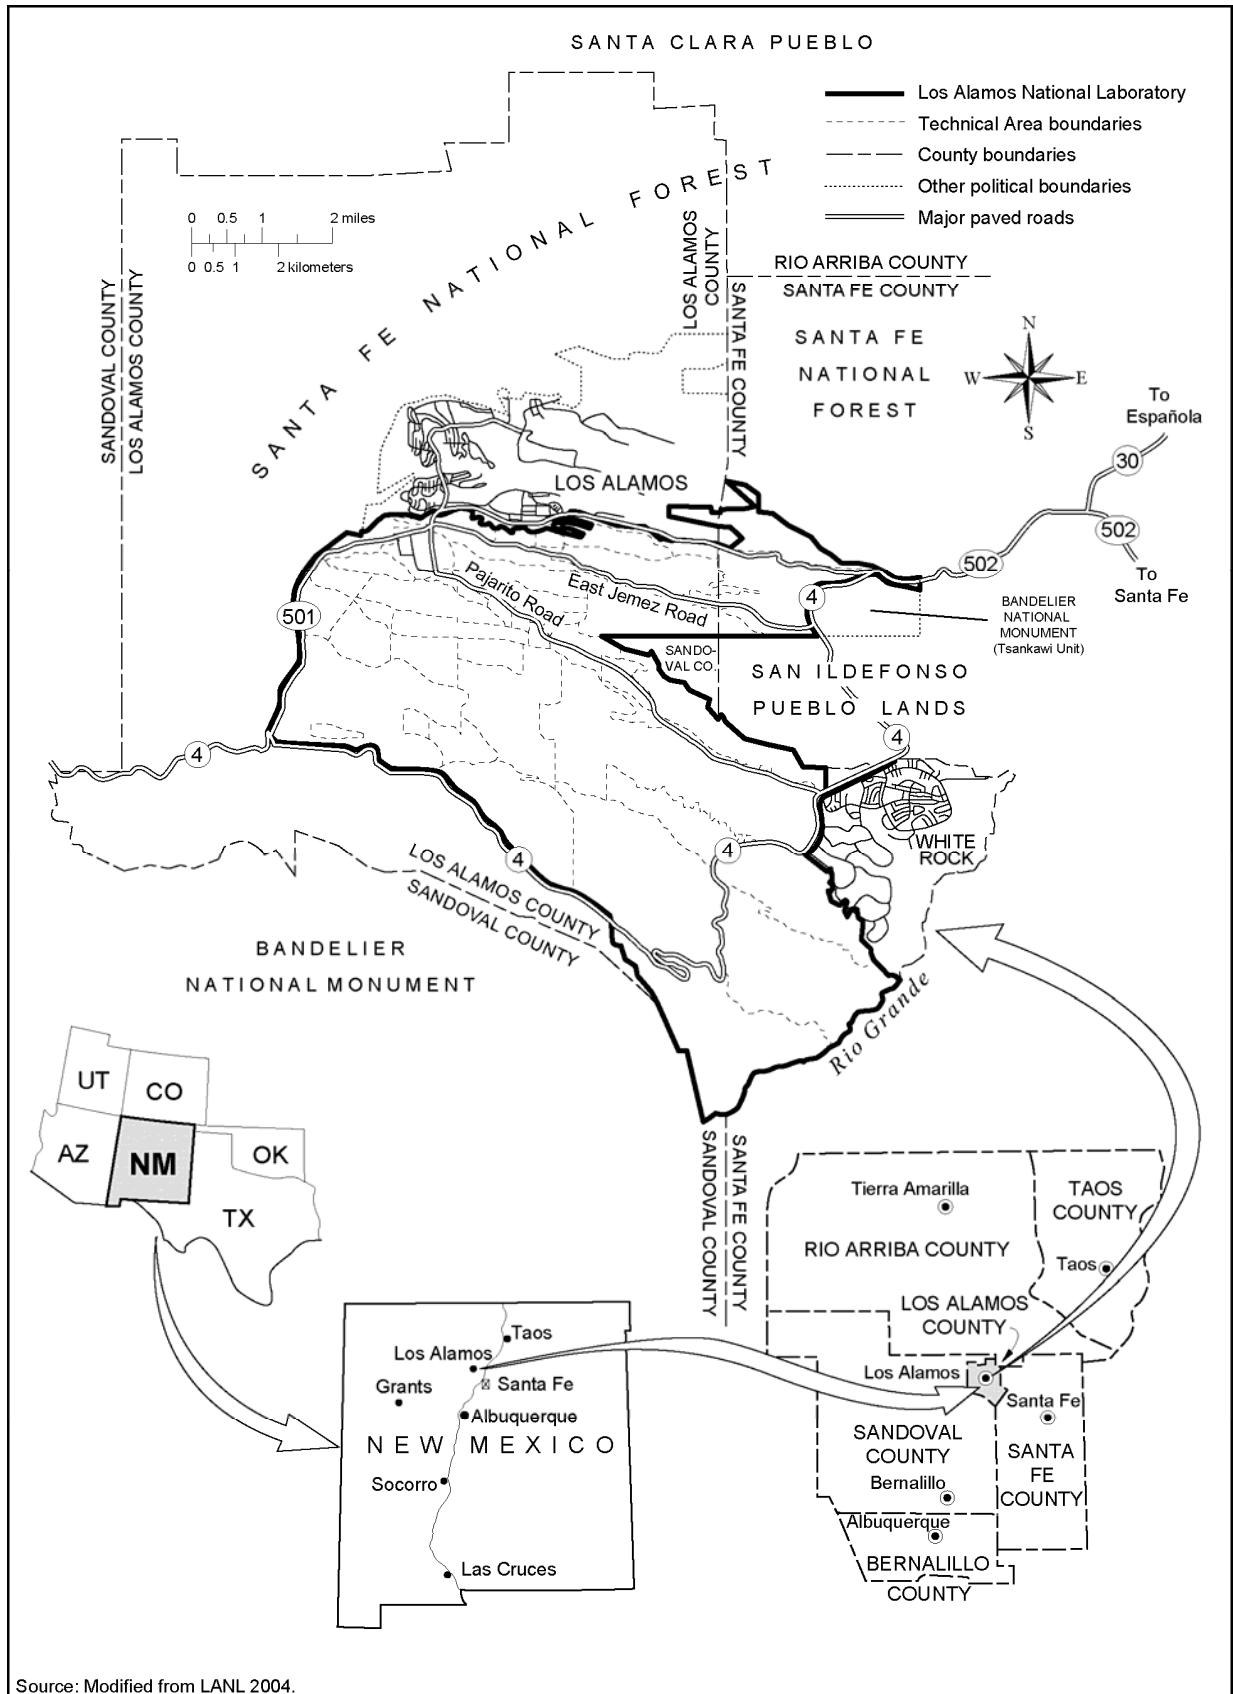 SANTA CLARA PUEBLO
Los Alamos National Laboratory
Technical Area boundaries
County boundaries
Other political boundaries
Major paved roads
SANTA FE NATIONAL FOREST
0 0.5 1 2 miles
0 0.5 1 2 kilometers
SANDOVAL COUNTY
LOS ALAMOS COUNTY
LOS ALAMOS
COUNTY
SANTA FE COUNTY
RIO ARRIBA COUNTY
SANTA FE COUNTY
SANTA FE
NATIONAL
FOREST
N
W E
S
To
Española
30
502
502
To
Santa Fe
LOS ALAMOS
4
501
Pajarito Road
East Jemez Road
BANDELIER
NATIONAL
MONUMENT
(Tsankawi Unit)
SANDO-
VAL CO.
SAN ILDEFONSO
PUEBLO LANDS
4
4
4
4
WHITE
ROCK
LOS ALAMOS COUNTY
SANDOVAL COUNTY
BANDELIER
NATIONAL MONUMENT
Rio Grande
SANDOVAL COUNTY
SANTA FE COUNTY
UT
CO
AZ
NM
OK
TX
Taos
Los Alamos
Grants
Santa Fe
Albuquerque
NEW MEXICO
Socorro
Las Cruces
Tierra Amarilla
TAOS
COUNTY
RIO ARRIBA COUNTY
Taos
LOS ALAMOS
COUNTY
Los Alamos
Santa Fe
SANDOVAL
COUNTY
SANTA
FE
COUNTY
Bernalillo
Albuquerque
BERNALILLO
COUNTY
Source: Modified from LANL 2004.